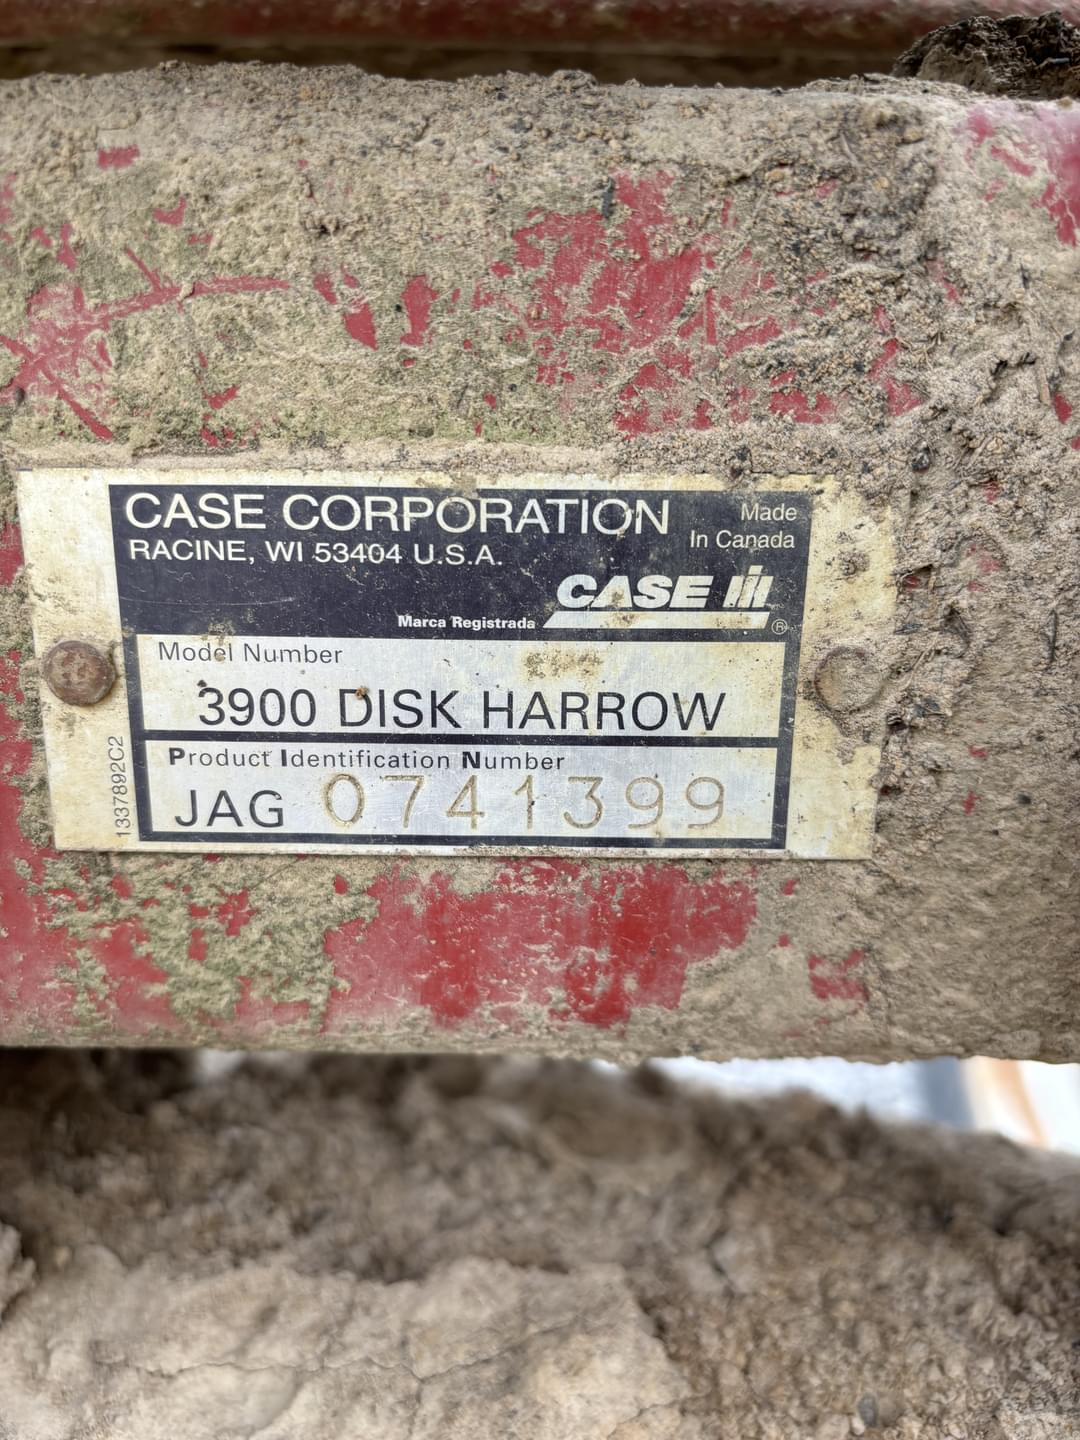 CASE CORPORATION
Made
In Canada
RACINE, WI 53404 U.S.A.
CASE IH
Marca Registrada
®
Model Number
3900 DISK HARROW
Product Identification Number
JAG 0741399
1337892C2